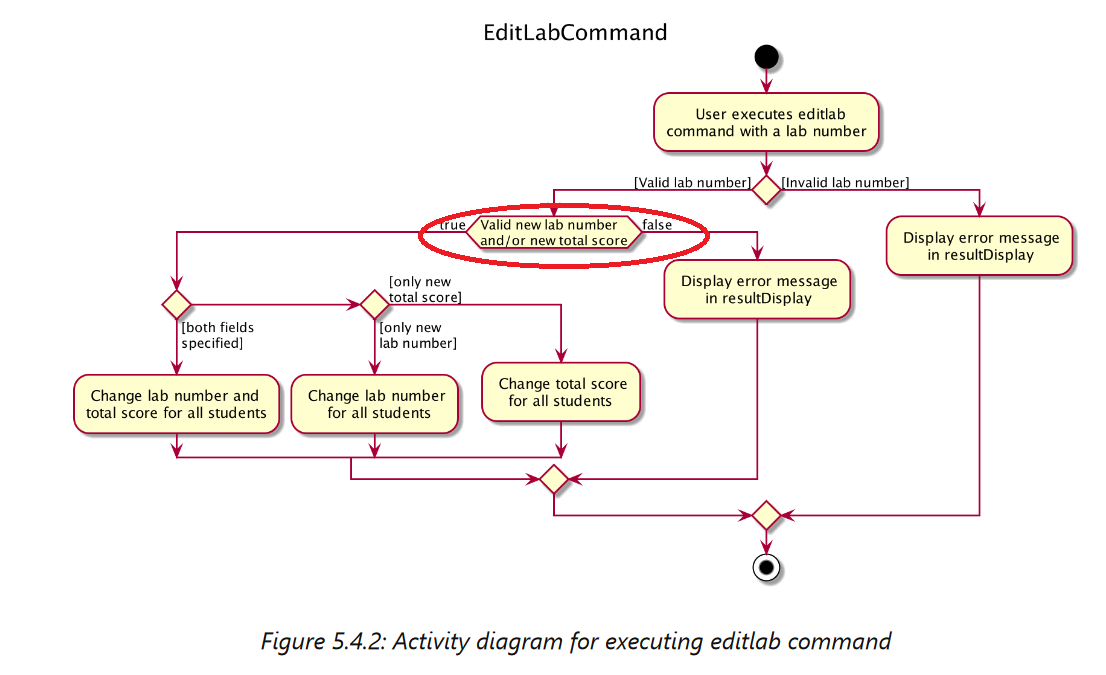 EditLabCommand
User executes editlab
command with a lab number
[Valid lab number]
[Invalid lab number]
true
Valid new lab number
and/or new total score
false
Display error message
in resultDisplay
Display error message
in resultDisplay
[only new
total score]
[both fields
specified]
[only new
lab number]
Change lab number and
total score for all students
Change lab number
for all students
Change total score
for all students
Figure 5.4.2: Activity diagram for executing editlab command